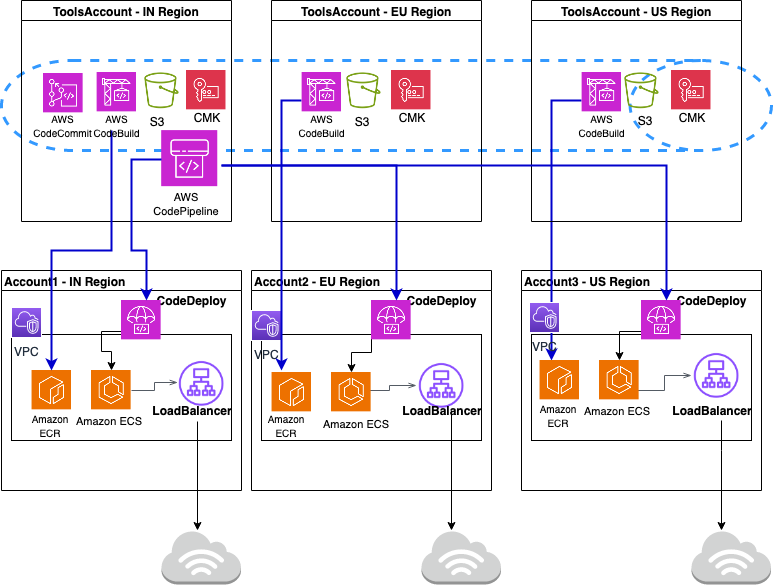 ToolsAccount - IN Region
ToolsAccount - EU Region
ToolsAccount - US Region
AWS
CodeCommit
AWS
CodeBuild
S3
CMK
AWS
CodeBuild
S3
CMK
AWS
CodeBuild
S3
CMK
AWS
CodePipeline
Account1 - IN Region
Account2 - EU Region
Account3 - US Region
CodeDeploy
CodeDeploy
CodeDeploy
VPC
VPC
VPC
Amazon
ECR
Amazon ECS
LoadBalancer
Amazon
ECR
Amazon ECS
LoadBalancer
Amazon
ECR
Amazon ECS
LoadBalancer